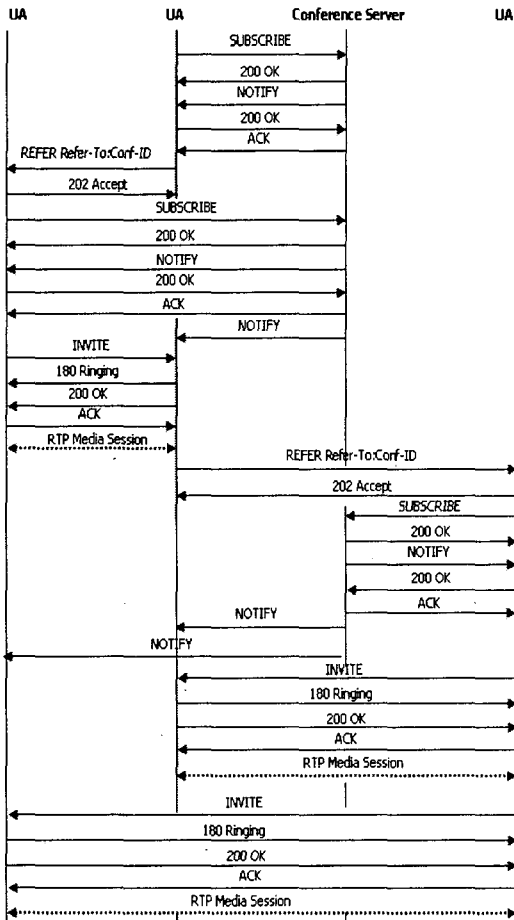 UA UA Conference Server UA
SUBSCRIBE
200 OK
NOTIFY
200 OK
ACK
REFER Refer-To:Conf-ID
202 Accept
SUBSCRIBE
200 OK
NOTIFY
200 OK
ACK
NOTIFY
INVITE
180 Ringing
200 OK
ACK
RTP Media Session
REFER Refer-To:Conf-ID
202 Accept
SUBSCRIBE
200 OK
NOTIFY
200 OK
ACK
NOTIFY
NOTIFY
INVITE
180 Ringing
200 OK
ACK
RTP Media Session
INVITE
180 Ringing
200 OK
ACK
RTP Media Session